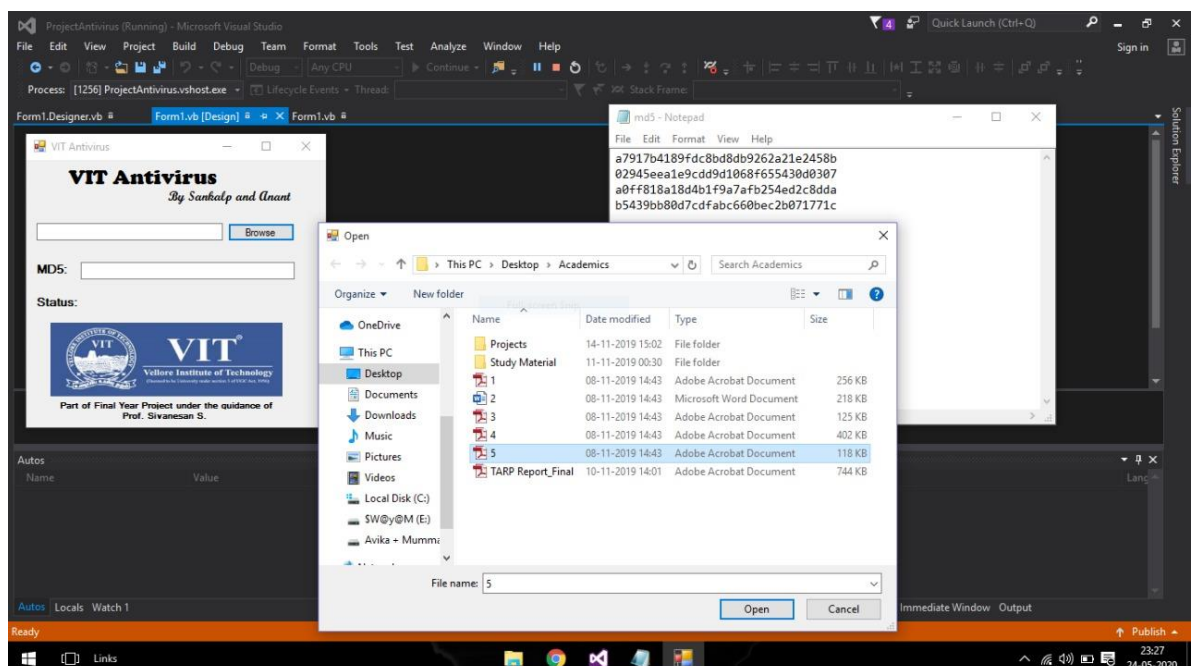 ProjectAntivirus (Running) - Microsoft Visual Studio
4 Quick Launch (Ctrl+Q)
File Edit View Project Build Debug Team Format Tools Test Analyze Window Help
Sign in
Debug Any CPU Continue
Process: [1256] ProjectAntivirus.vshost.exe Lifecycle Events Thread: Stack Frame:
Form1.Designer.vb Form1.vb [Design] Form1.vb
Solution Explorer
VIT Antivirus
VIT Antivirus
By Sankalp and Anant
Browse
MD5:
Status:
VIT
VIT®
Vellore Institute of Technology
Part of Final Year Project under the guidance of
Prof. Sivanesan S.
md5 - Notepad
File Edit Format View Help
a7917b4189fdc8bd8db9262a21e2458b
02945eea1e9cdd9d1068f655430d0307
a0ff818a18d4b1f9a7afb254ed2c8dda
b5439bb80d7cdfabc660bec2b071771c
Open
This PC > Desktop > Academics
Search Academics
Organize New folder
OneDrive
This PC
Desktop
Documents
Downloads
Music
Pictures
Videos
Local Disk (C:)
SW@y@M (E:)
Avika + Mumma
Name Date modified Type Size
Projects 14-11-2019 15:02 File folder
Study Material 11-11-2019 00:30 File folder
1 08-11-2019 14:43 Adobe Acrobat Document 256 KB
2 08-11-2019 14:43 Microsoft Word Document 218 KB
3 08-11-2019 14:43 Adobe Acrobat Document 125 KB
4 08-11-2019 14:43 Adobe Acrobat Document 402 KB
5 08-11-2019 14:43 Adobe Acrobat Document 118 KB
TARP Report_Final 10-11-2019 14:01 Adobe Acrobat Document 744 KB
File name: 5
Open Cancel
Autos
Name Value
Lang
Autos Locals Watch 1
Immediate Window Output
Ready
Publish
Links
23:27
24-05-2020